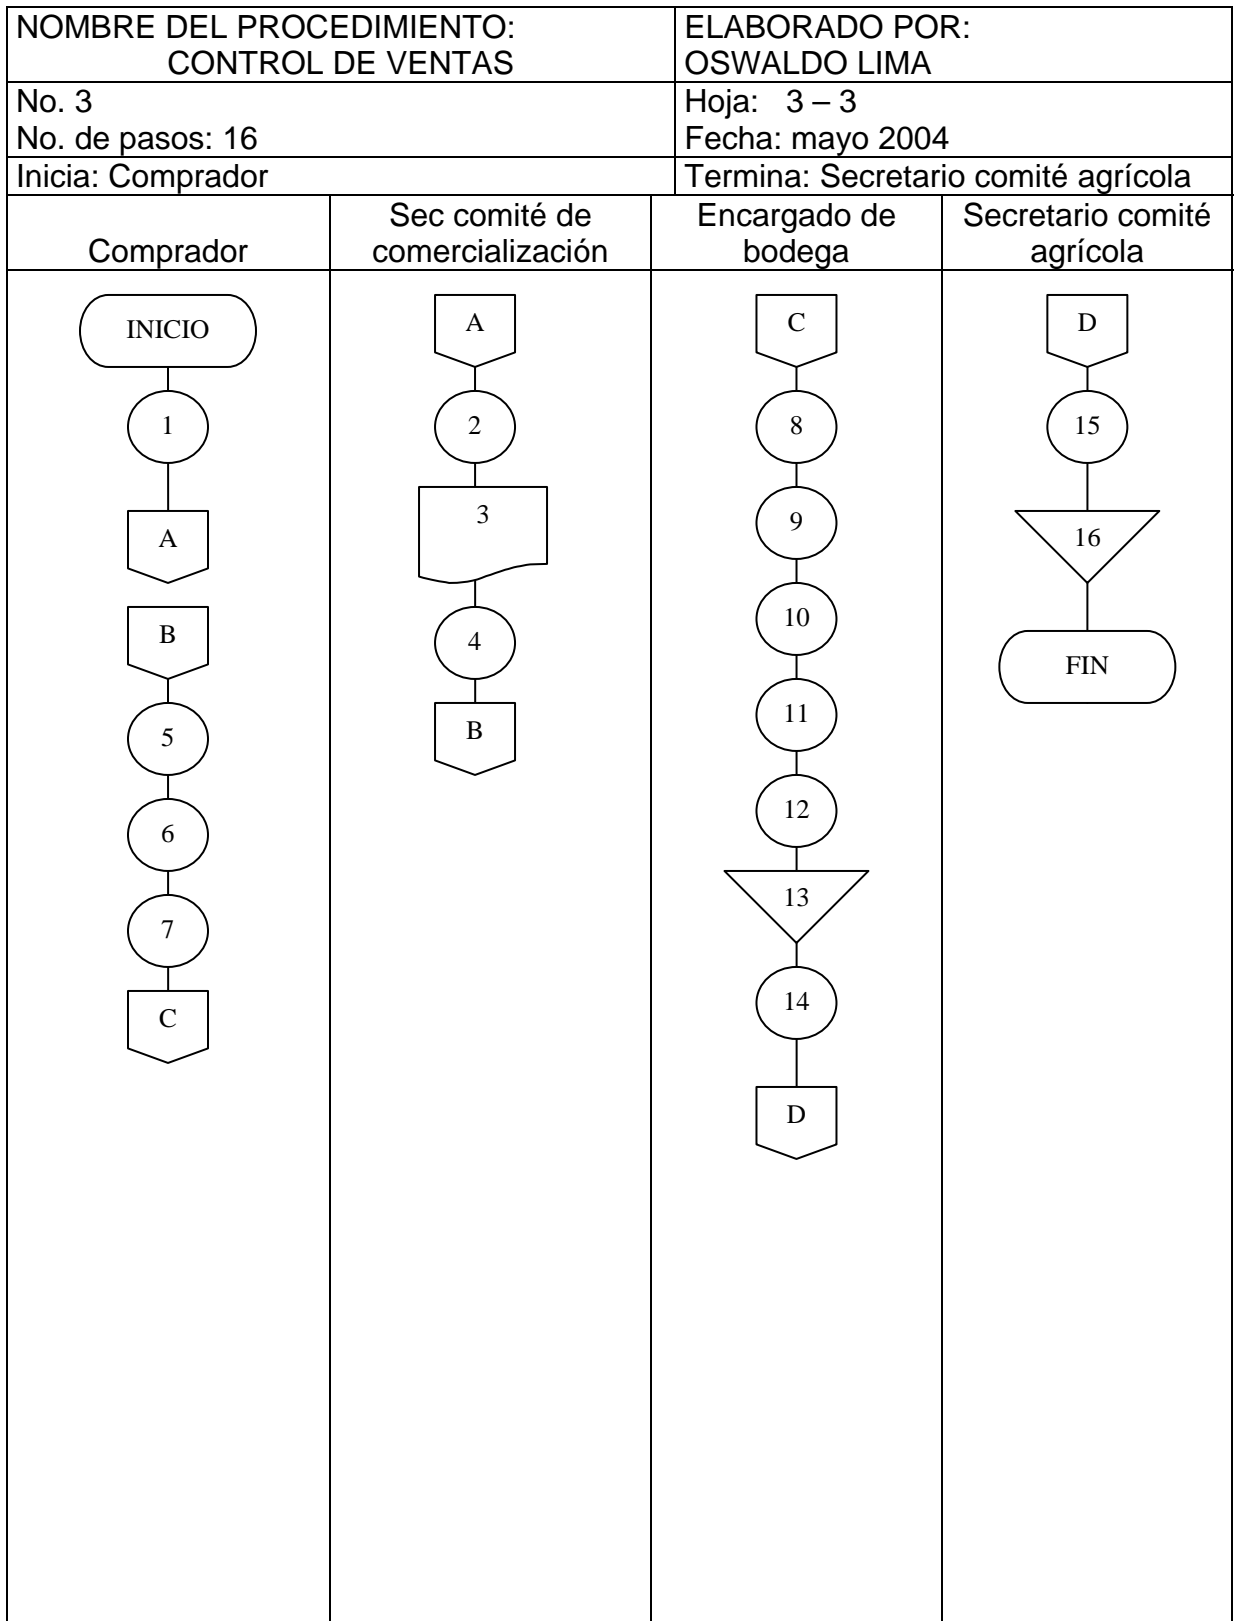 NOMBRE DEL PROCEDIMIENTO:
CONTROL DE VENTAS
ELABORADO POR:
OSWALDO LIMA
No. 3
No. de pasos: 16
Hoja: 3 – 3
Fecha: mayo 2004
Inicia: Comprador
Termina: Secretario comité agrícola
Comprador
Sec comité de
comercialización
Encargado de
bodega
Secretario comité
agrícola
INICIO
1
A
B
5
6
7
C
A
2
3
4
B
C
8
9
10
11
12
13
14
D
D
15
16
FIN